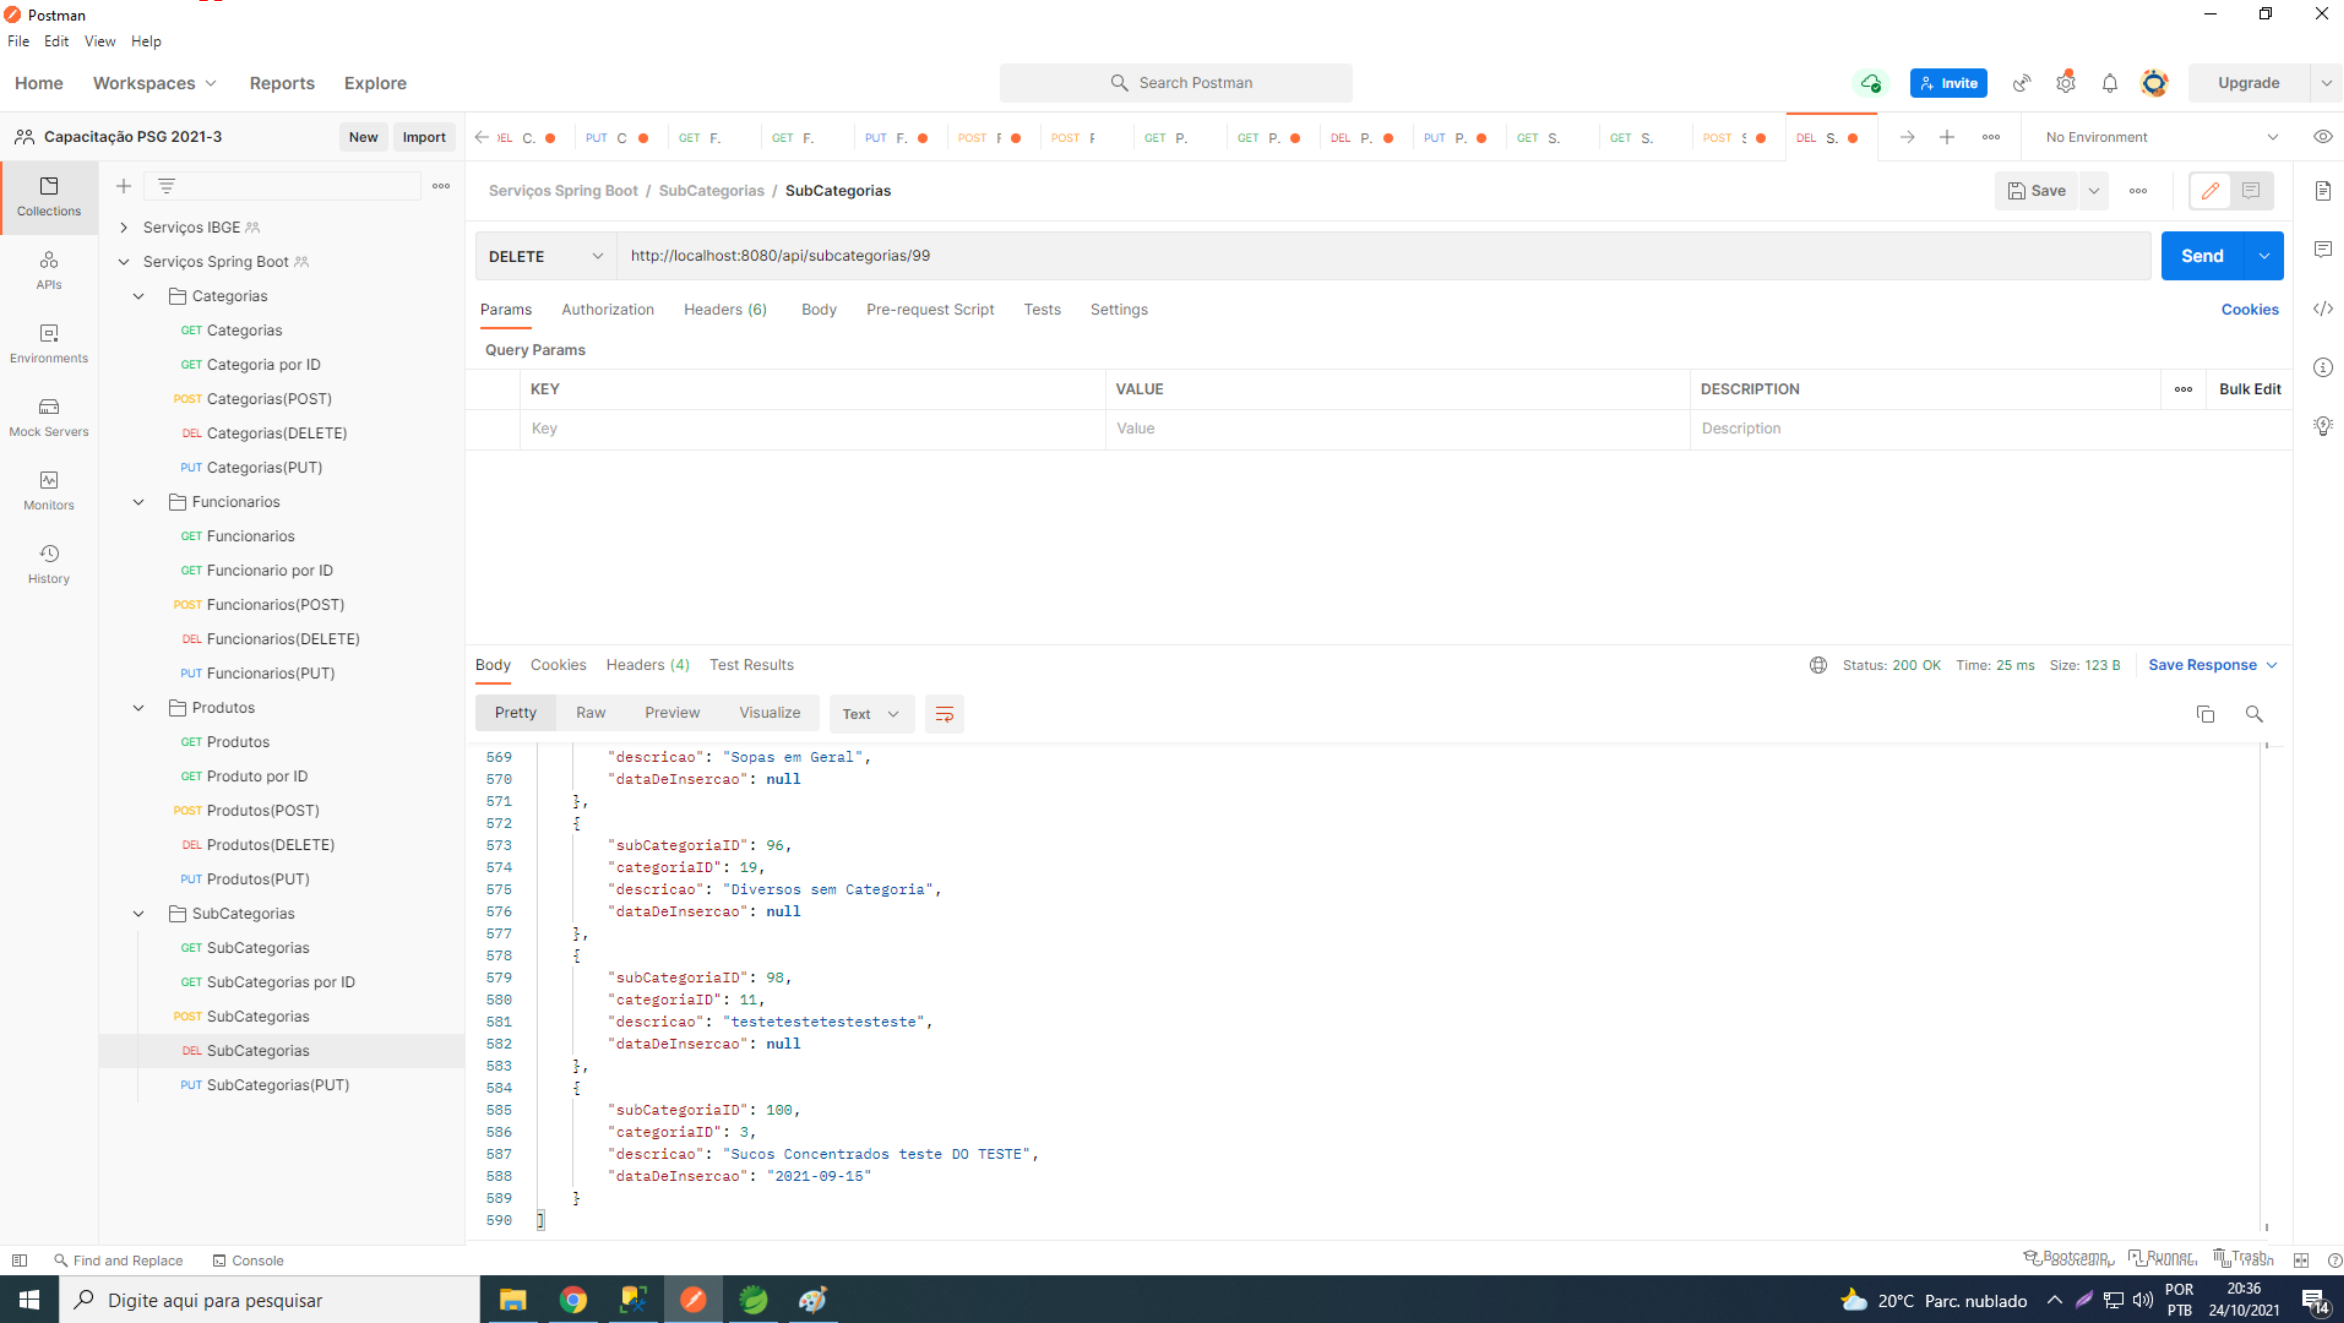 Postman
File Edit View Help
Home Workspaces Reports Explore
Search Postman
Invite
Upgrade
Capacitação PSG 2021-3
New Import
DEL C. PUT C GET F. GET F. PUT F. POST F POST F GET P. GET P. DEL P. PUT P. GET S. GET S. POST S DEL S.
No Environment
Collections
APIs
Environments
Mock Servers
Monitors
History
Serviços IBGE
Serviços Spring Boot
Categorias
GET Categorias
GET Categoria por ID
POST Categorias(POST)
DEL Categorias(DELETE)
PUT Categorias(PUT)
Funcionarios
GET Funcionarios
GET Funcionario por ID
POST Funcionarios(POST)
DEL Funcionarios(DELETE)
PUT Funcionarios(PUT)
Produtos
GET Produtos
GET Produto por ID
POST Produtos(POST)
DEL Produtos(DELETE)
PUT Produtos(PUT)
SubCategorias
GET SubCategorias
GET SubCategorias por ID
POST SubCategorias
DEL SubCategorias
PUT SubCategorias(PUT)
Serviços Spring Boot / SubCategorias / SubCategorias
Save
DELETE http://localhost:8080/api/subcategorias/99
Send
Params Authorization Headers (6) Body Pre-request Script Tests Settings
Cookies
Query Params
KEY VALUE DESCRIPTION Bulk Edit
Key Value Description
Body Cookies Headers (4) Test Results
Status: 200 OK Time: 25 ms Size: 123 B Save Response
Pretty Raw Preview Visualize Text
569 "descricao": "Sopas em Geral",
570 "dataDeInsercao": null
571 },
572 {
573 "subCategoriaID": 96,
574 "categoriaID": 19,
575 "descricao": "Diversos sem Categoria",
576 "dataDeInsercao": null
577 },
578 {
579 "subCategoriaID": 98,
580 "categoriaID": 11,
581 "descricao": "testetestetestesteste",
582 "dataDeInsercao": null
583 },
584 {
585 "subCategoriaID": 100,
586 "categoriaID": 3,
587 "descricao": "Sucos Concentrados teste DO TESTE",
588 "dataDeInsercao": "2021-09-15"
589 }
590 ]
Find and Replace Console
Bootcamp Runner Trash
Digite aqui para pesquisar
20°C Parc. nublado
POR
PTB
20:36
24/10/2021
14